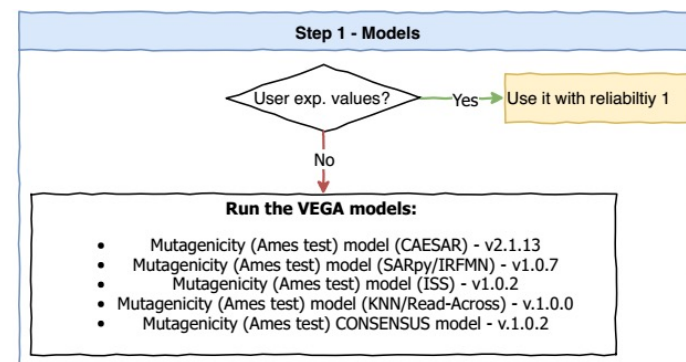 Step 1 - Models
User exp. values?
Yes
Use it with reliabiltiy 1
No
Run the VEGA models:
• Mutagenicity (Ames test) model (CAESAR) - v2.1.13
• Mutagenicity (Ames test) model (SARpy/IRFMN) - v1.0.7
• Mutagenicity (Ames test) model (ISS) - v1.0.2
• Mutagenicity (Ames test) model (KNN/Read-Across) - v.1.0.0
• Mutagenicity (Ames test) CONSENSUS model - v.1.0.2